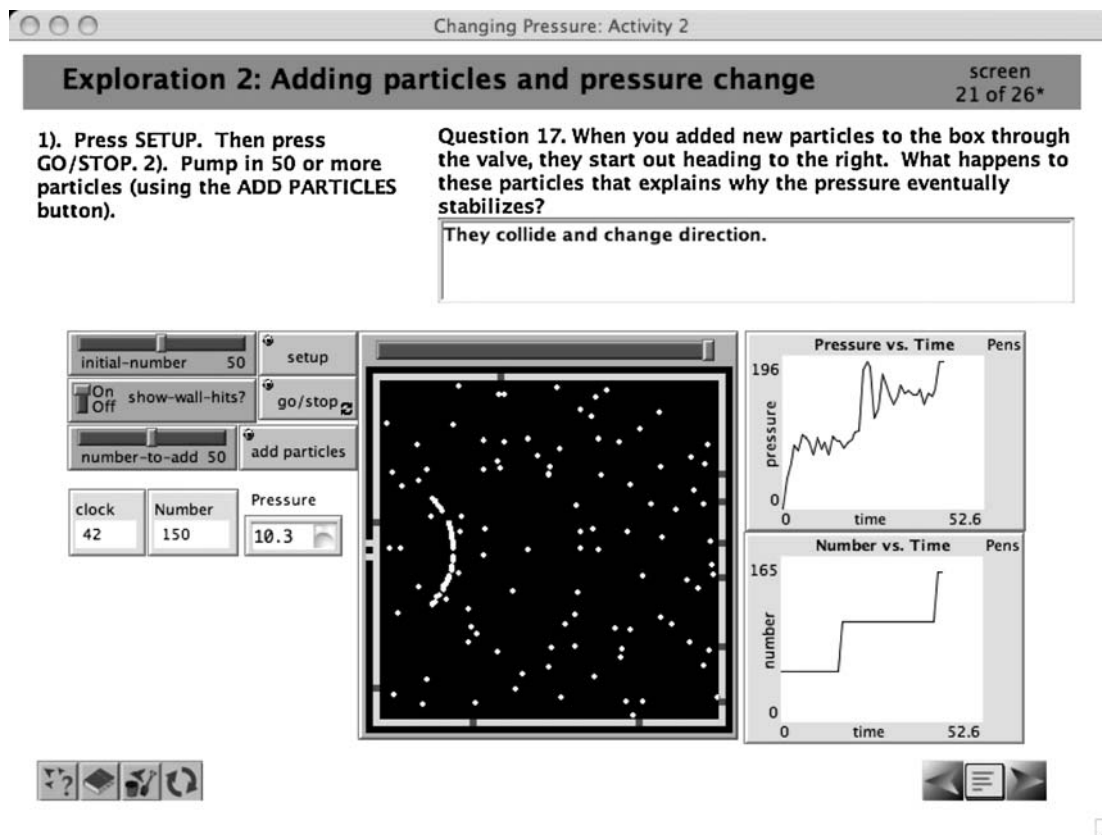 Changing Pressure: Activity 2
Exploration 2: Adding particles and pressure change
screen
21 of 26*
1). Press SETUP. Then press
GO/STOP. 2). Pump in 50 or more
particles (using the ADD PARTICLES
button).
Question 17. When you added new particles to the box through
the valve, they start out heading to the right. What happens to
these particles that explains why the pressure eventually
stabilizes?
They collide and change direction.
initial-number 50
setup
On
Off
show-wall-hits?
go/stop
number-to-add 50
add particles
clock
42
Number
150
Pressure
10.3
Pressure vs. Time
Pens
196
pressure
0
0
time
52.6
Number vs. Time
Pens
165
number
0
0
time
52.6
?